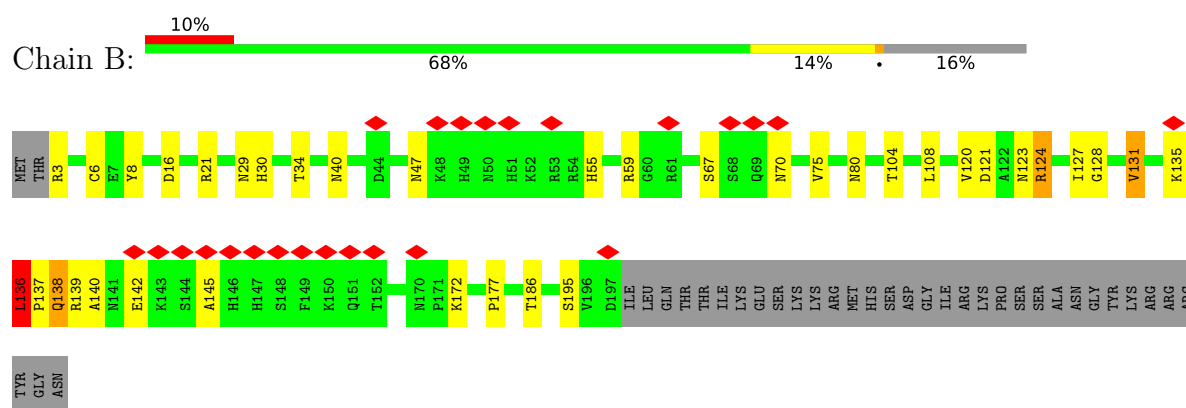 10%
Chain B:
68% 14% • 16%
MET THR R3 C6 E7 Y8 D16 R21 N29 H30 T34 N40 D44 N47 K48 H49 N50 H51 K52 R53 R54 H55 R59 G60 R61 S67 S68 Q69 N70 V75 N80 T104 L108 V120 D121 A122 N123 R124 I127 G128 V131 K135
L136 P137 Q138 R139 A140 N141 E142 K143 S144 A145 H146 H147 S148 F149 K150 Q151 T152 N170 P171 K172 P177 T186 S195 V196 D197 ILE LEU GLN THR THR ILE LYS GLU SER LYS LYS ARG MET HIS SER ASP GLY ILE ARG LYS PRO SER SER ALA ASN GLY TYR LYS ARG ARG ARG
TYR GLY ASN